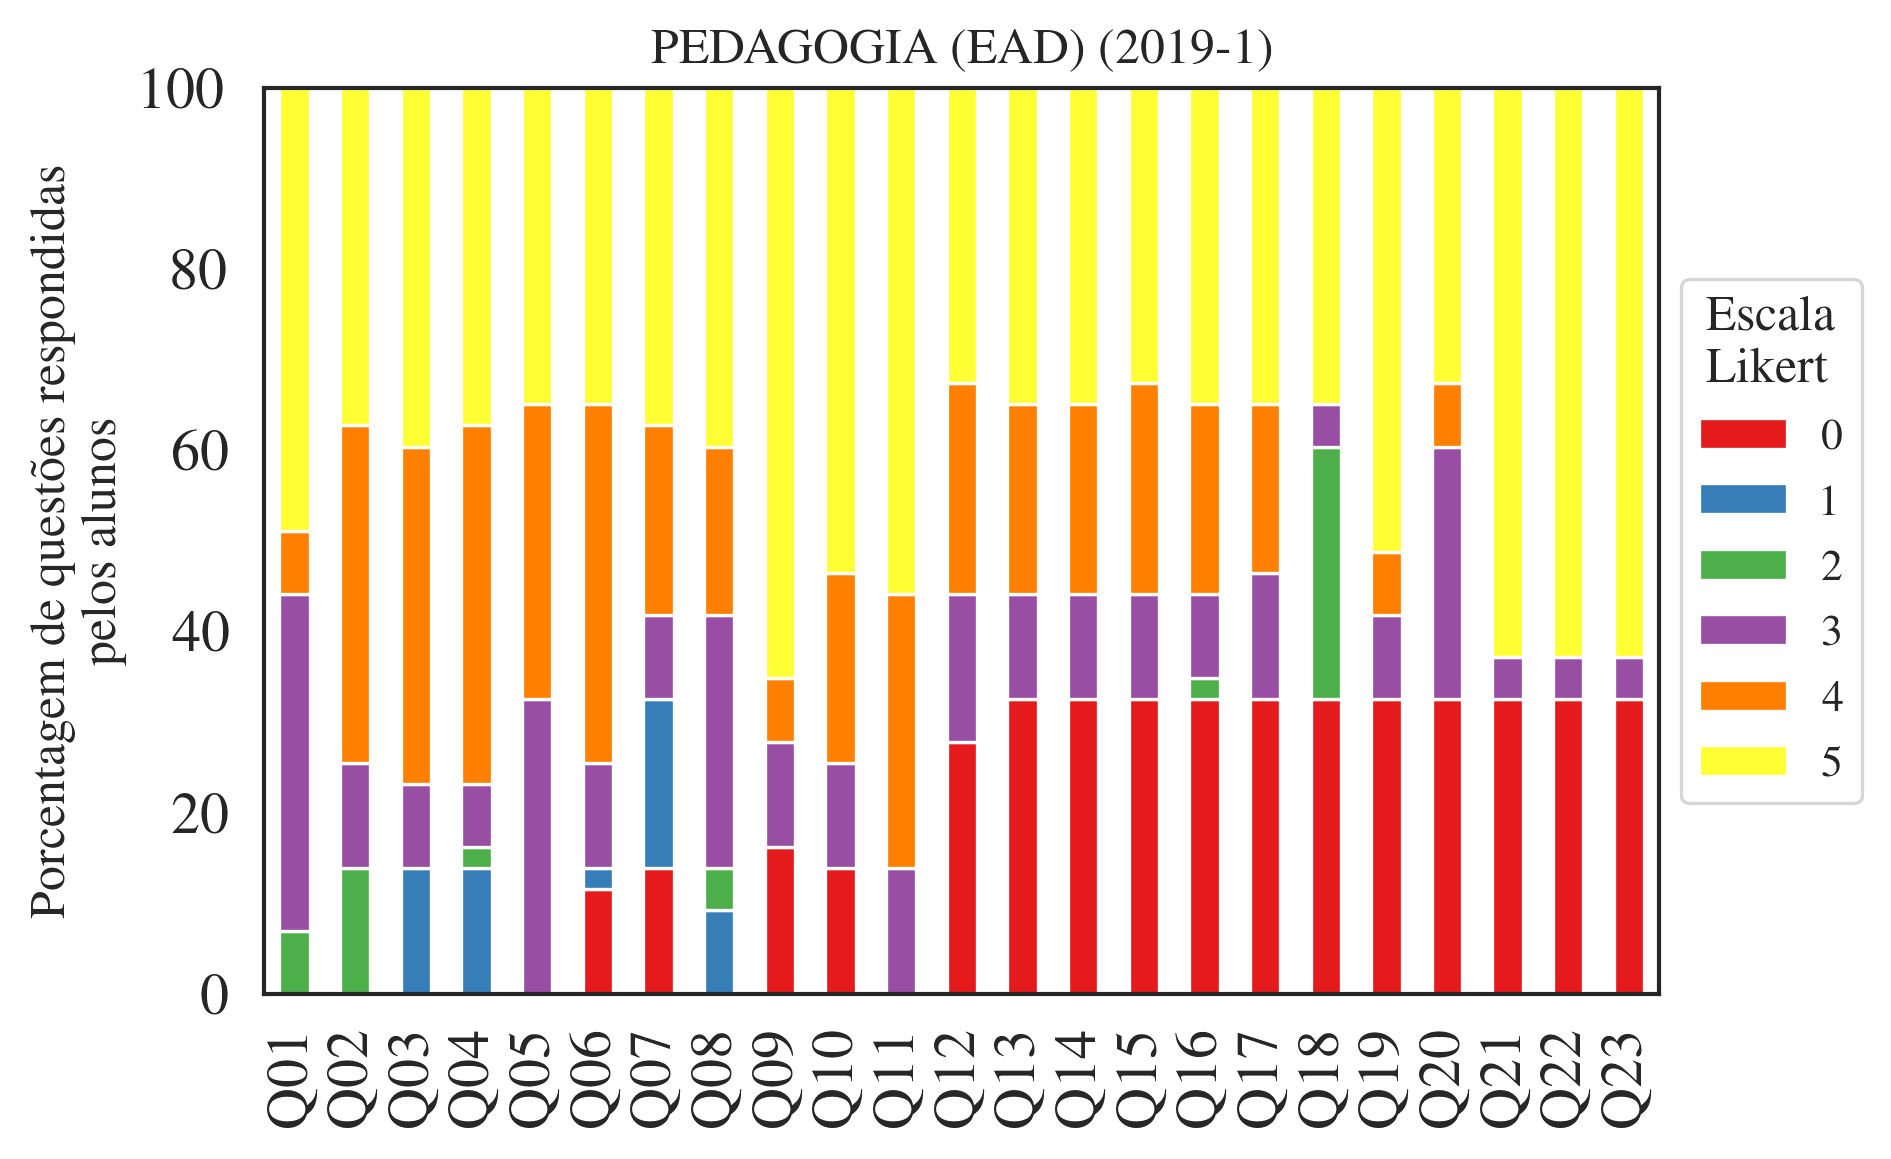 PEDAGOGIA (EAD) (2019-1)
Porcentagem de questões respondidas
pelos alunos
100
80
60
40
20
0
Q01
Q02
Q03
Q04
Q05
Q06
Q07
Q08
Q09
Q10
Q11
Q12
Q13
Q14
Q15
Q16
Q17
Q18
Q19
Q20
Q21
Q22
Q23
Escala
Likert
0
1
2
3
4
5